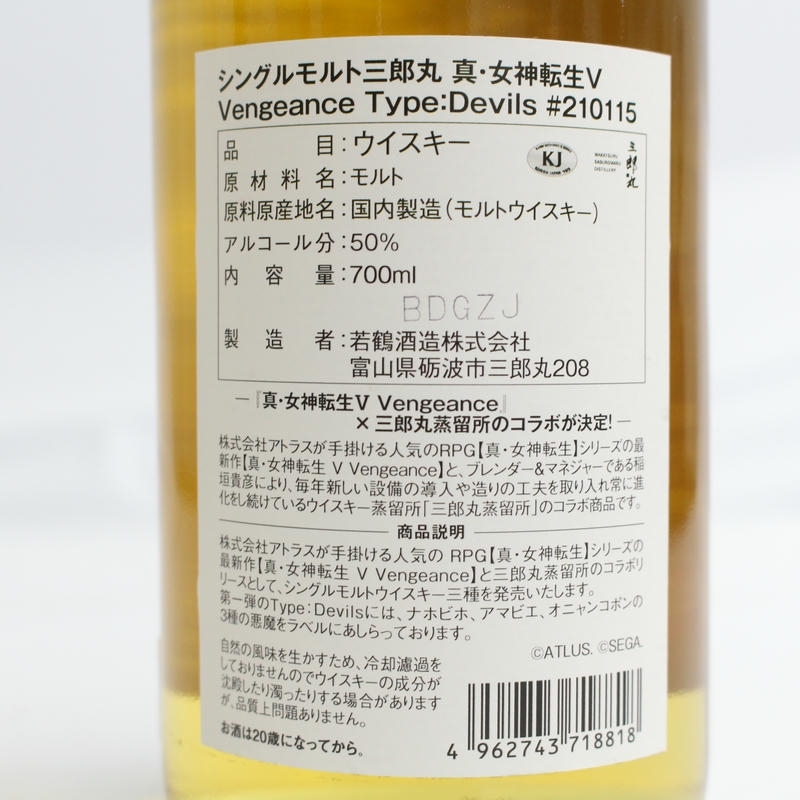 シングルモルト三郎丸 真・女神転生V
Vengeance Type:Devils #210115
品目:ウイスキー
KJ
WAKATSURU
SABUROMARU
DISTILLERY
三郎丸
原材料名:モルト
原料原産地名:国内製造(モルトウイスキー)
アルコール分:50%
内容量:700ml
BDGZJ
製造者:若鶴酒造株式会社
富山県砺波市三郎丸208
―『真・女神転生V Vengeance』
×三郎丸蒸留所のコラボが決定!―
株式会社アトラスが手掛ける人気のRPG【真・女神転生】シリーズの最
新作【真・女神転生 V Vengeance】と、ブレンダー&マネジャーである稲
垣貴彦により、毎年新しい設備の導入や造りの工夫を取り入れ常に進
化をし続けているウイスキー蒸留所「三郎丸蒸留所」のコラボ商品です。
商品説明
株式会社アトラスが手掛ける人気の RPG【真・女神転生】シリーズの
最新作【真・女神転生 V Vengeance】と三郎丸蒸留所のコラボリ
リースとして、シングルモルトウイスキー三種を発売いたします。
第一弾のType:Devilsには、ナホビホ、アマビエ、オニャンコポンの
3種の悪魔をラベルにあしらっております。
©ATLUS. ©SEGA.
自然の風味を生かすため、冷却濾過を
しておりませんのでウイスキーの成分が
沈殿したり濁ったりする場合があります
が、品質上問題ありません。
お酒は20歳になってから。
4 962743 718818